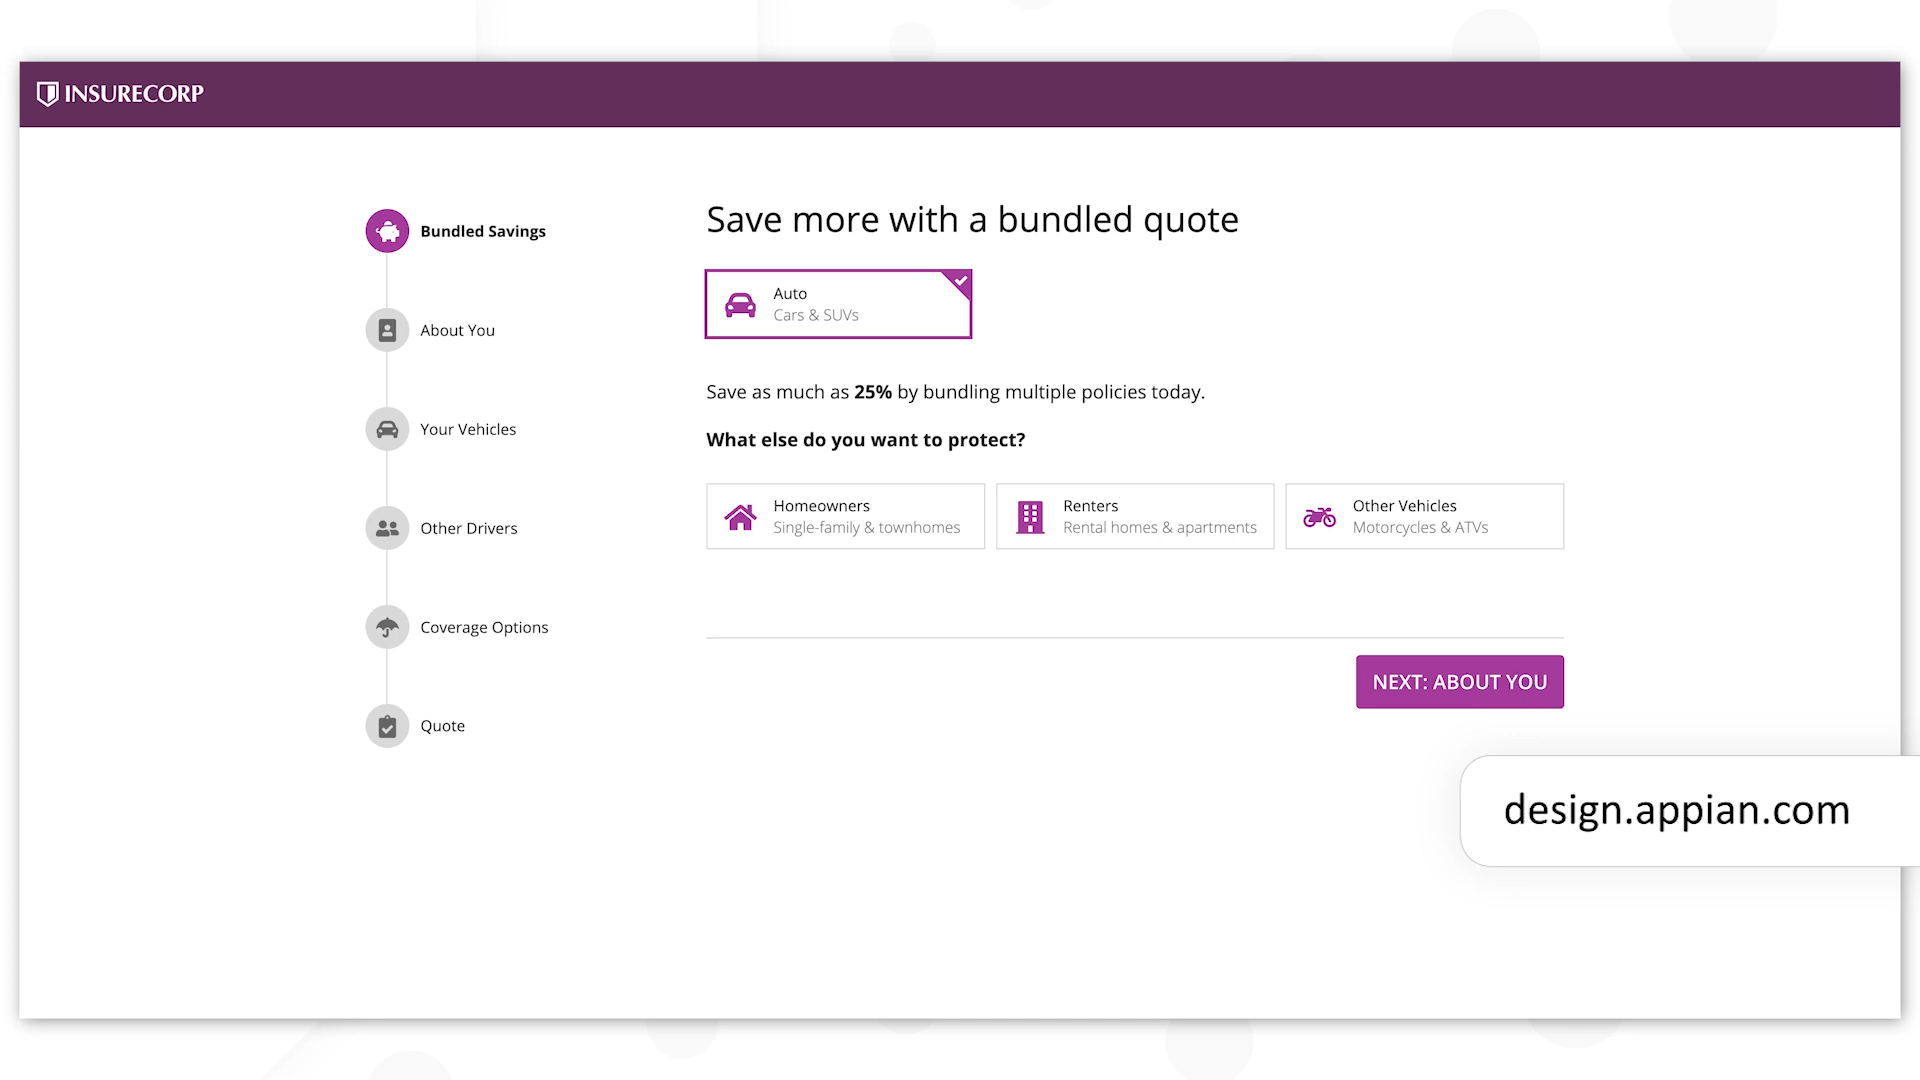 INSURECORP
Bundled Savings
About You
Your Vehicles
Other Drivers
Coverage Options
Quote
Save more with a bundled quote
Auto
Cars & SUVs
Save as much as 25% by bundling multiple policies today.
What else do you want to protect?
Homeowners
Single-family & townhomes
Renters
Rental homes & apartments
Other Vehicles
Motorcycles & ATVs
NEXT: ABOUT YOU
design.appian.com